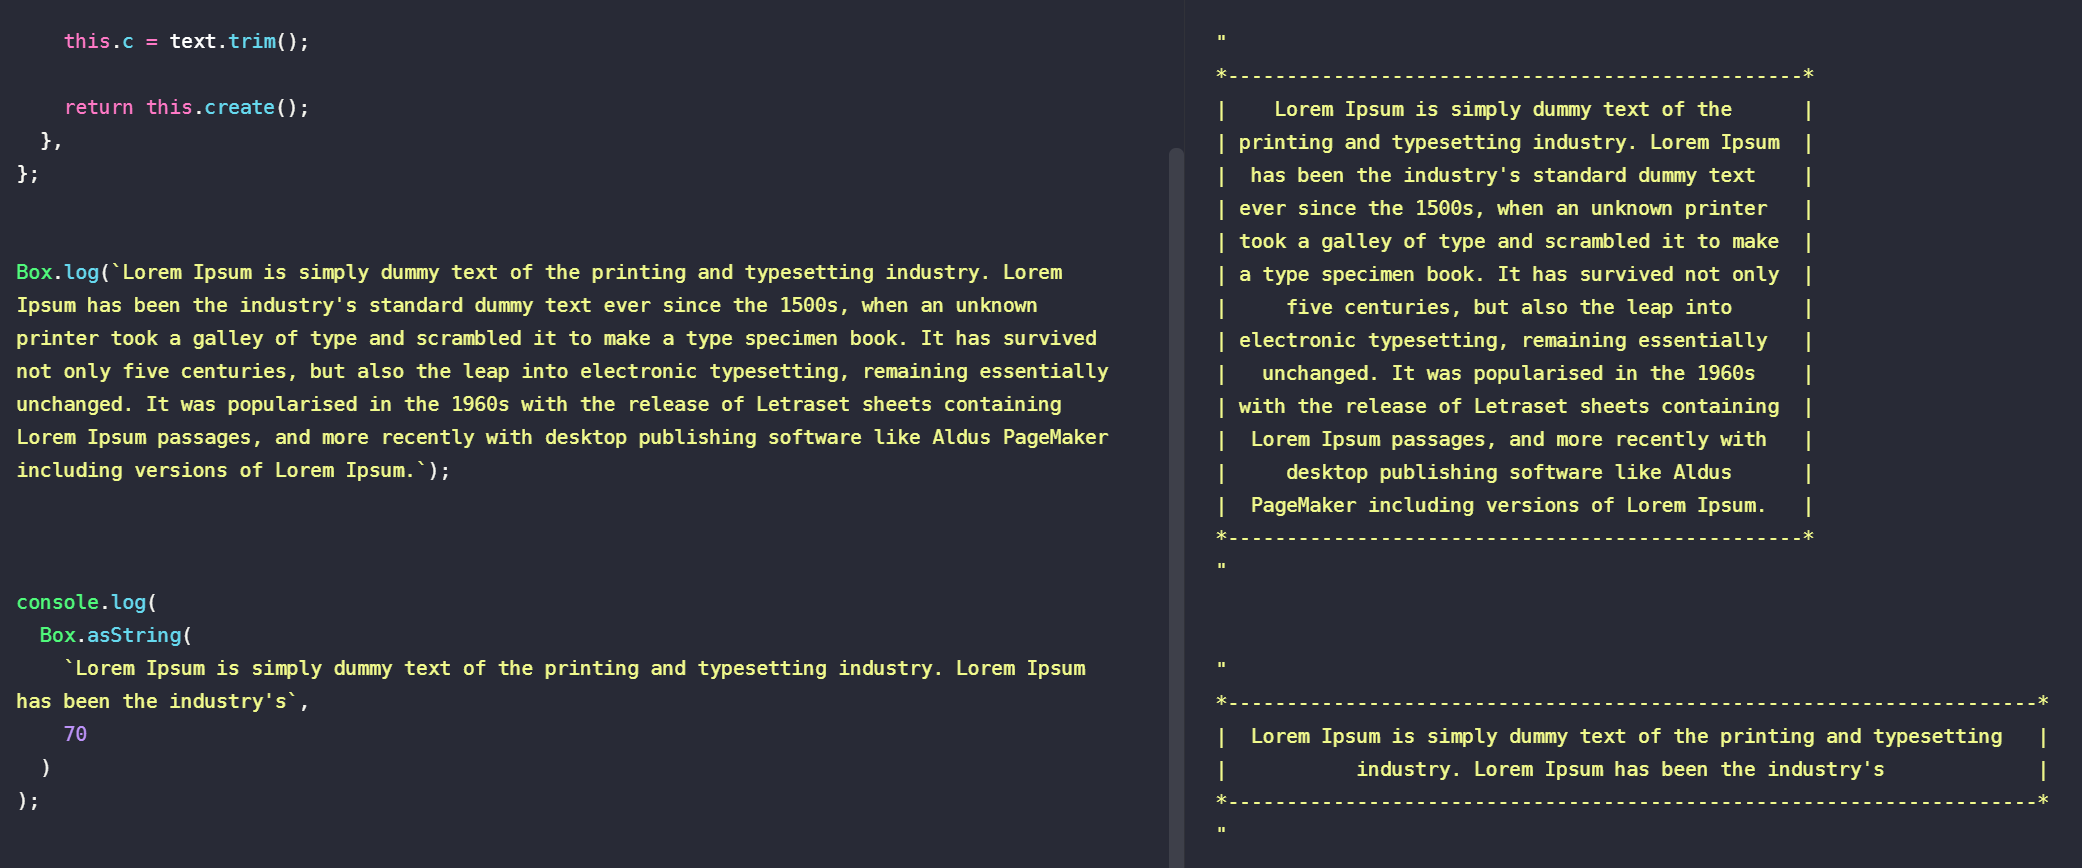 this.c = text.trim();

    return this.create();
  },
};

Box.log(`Lorem Ipsum is simply dummy text of the printing and typesetting industry. Lorem
Ipsum has been the industry's standard dummy text ever since the 1500s, when an unknown
printer took a galley of type and scrambled it to make a type specimen book. It has survived
not only five centuries, but also the leap into electronic typesetting, remaining essentially
unchanged. It was popularised in the 1960s with the release of Letraset sheets containing
Lorem Ipsum passages, and more recently with desktop publishing software like Aldus PageMaker
including versions of Lorem Ipsum.`);

console.log(
  Box.asString(
    `Lorem Ipsum is simply dummy text of the printing and typesetting industry. Lorem Ipsum
has been the industry's`,
    70
  )
);

"
*-------------------------------------------------*
|    Lorem Ipsum is simply dummy text of the      |
| printing and typesetting industry. Lorem Ipsum  |
|  has been the industry's standard dummy text    |
| ever since the 1500s, when an unknown printer   |
| took a galley of type and scrambled it to make  |
| a type specimen book. It has survived not only  |
|     five centuries, but also the leap into      |
| electronic typesetting, remaining essentially   |
|   unchanged. It was popularised in the 1960s    |
| with the release of Letraset sheets containing  |
|  Lorem Ipsum passages, and more recently with   |
|     desktop publishing software like Aldus      |
|  PageMaker including versions of Lorem Ipsum.   |
*-------------------------------------------------*
"

"
*---------------------------------------------------------------------*
|  Lorem Ipsum is simply dummy text of the printing and typesetting   |
|           industry. Lorem Ipsum has been the industry's             |
*---------------------------------------------------------------------*
"